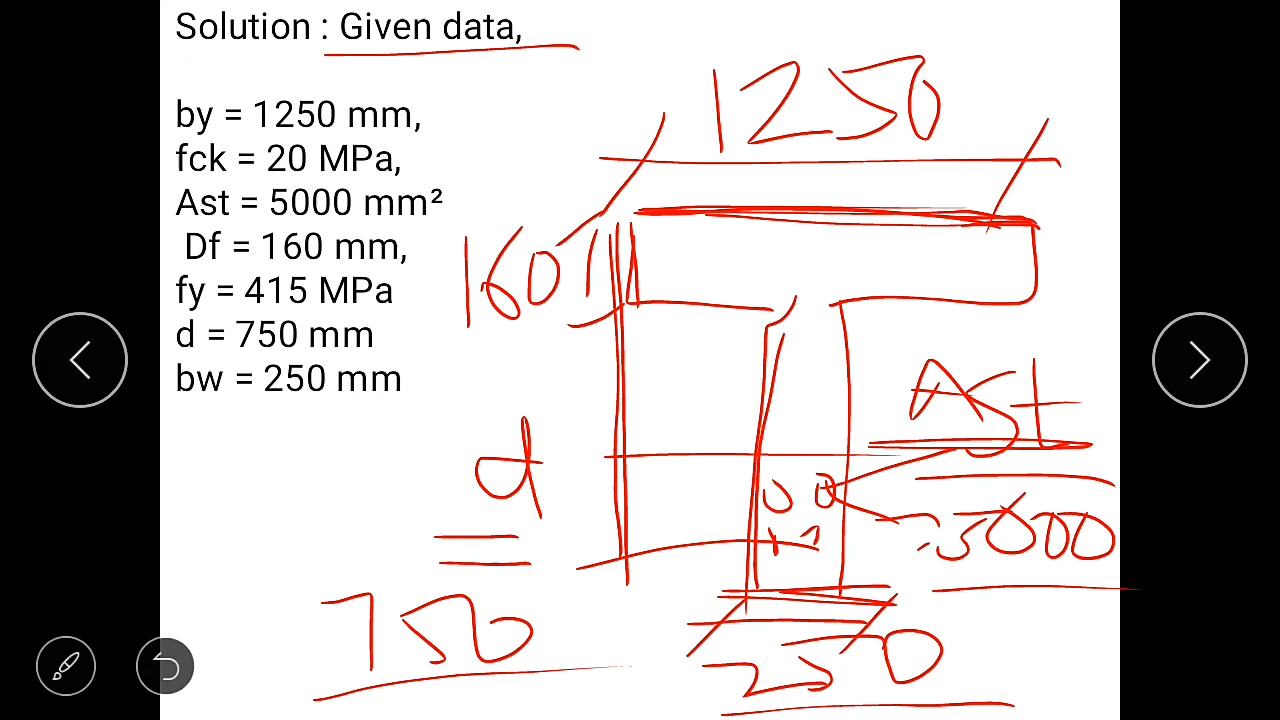 Solution : Given data,
by = 1250 mm,
fck = 20 MPa,
Ast = 5000 mm²
Df = 160 mm,
fy = 415 MPa
d = 750 mm
bw = 250 mm
1250
160
Ast
5000
d
750
250